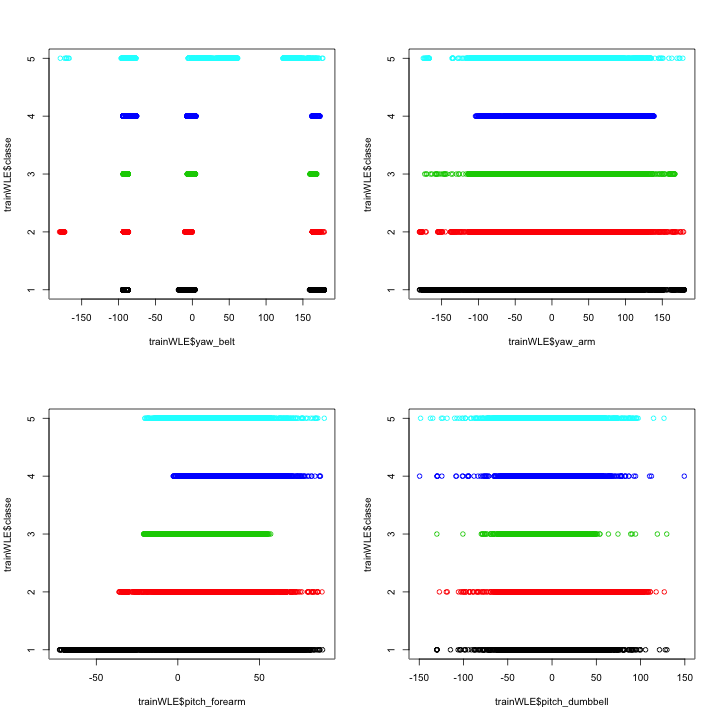 1 2 3 4 5
trainWLE$classe
-150 -100 -50 0 50 100 150
trainWLE$yaw_belt
1 2 3 4 5
trainWLE$classe
-150 -100 -50 0 50 100 150
trainWLE$yaw_arm
1 2 3 4 5
trainWLE$classe
-50 0 50
trainWLE$pitch_forearm
1 2 3 4 5
trainWLE$classe
-150 -100 -50 0 50 100 150
trainWLE$pitch_dumbbell